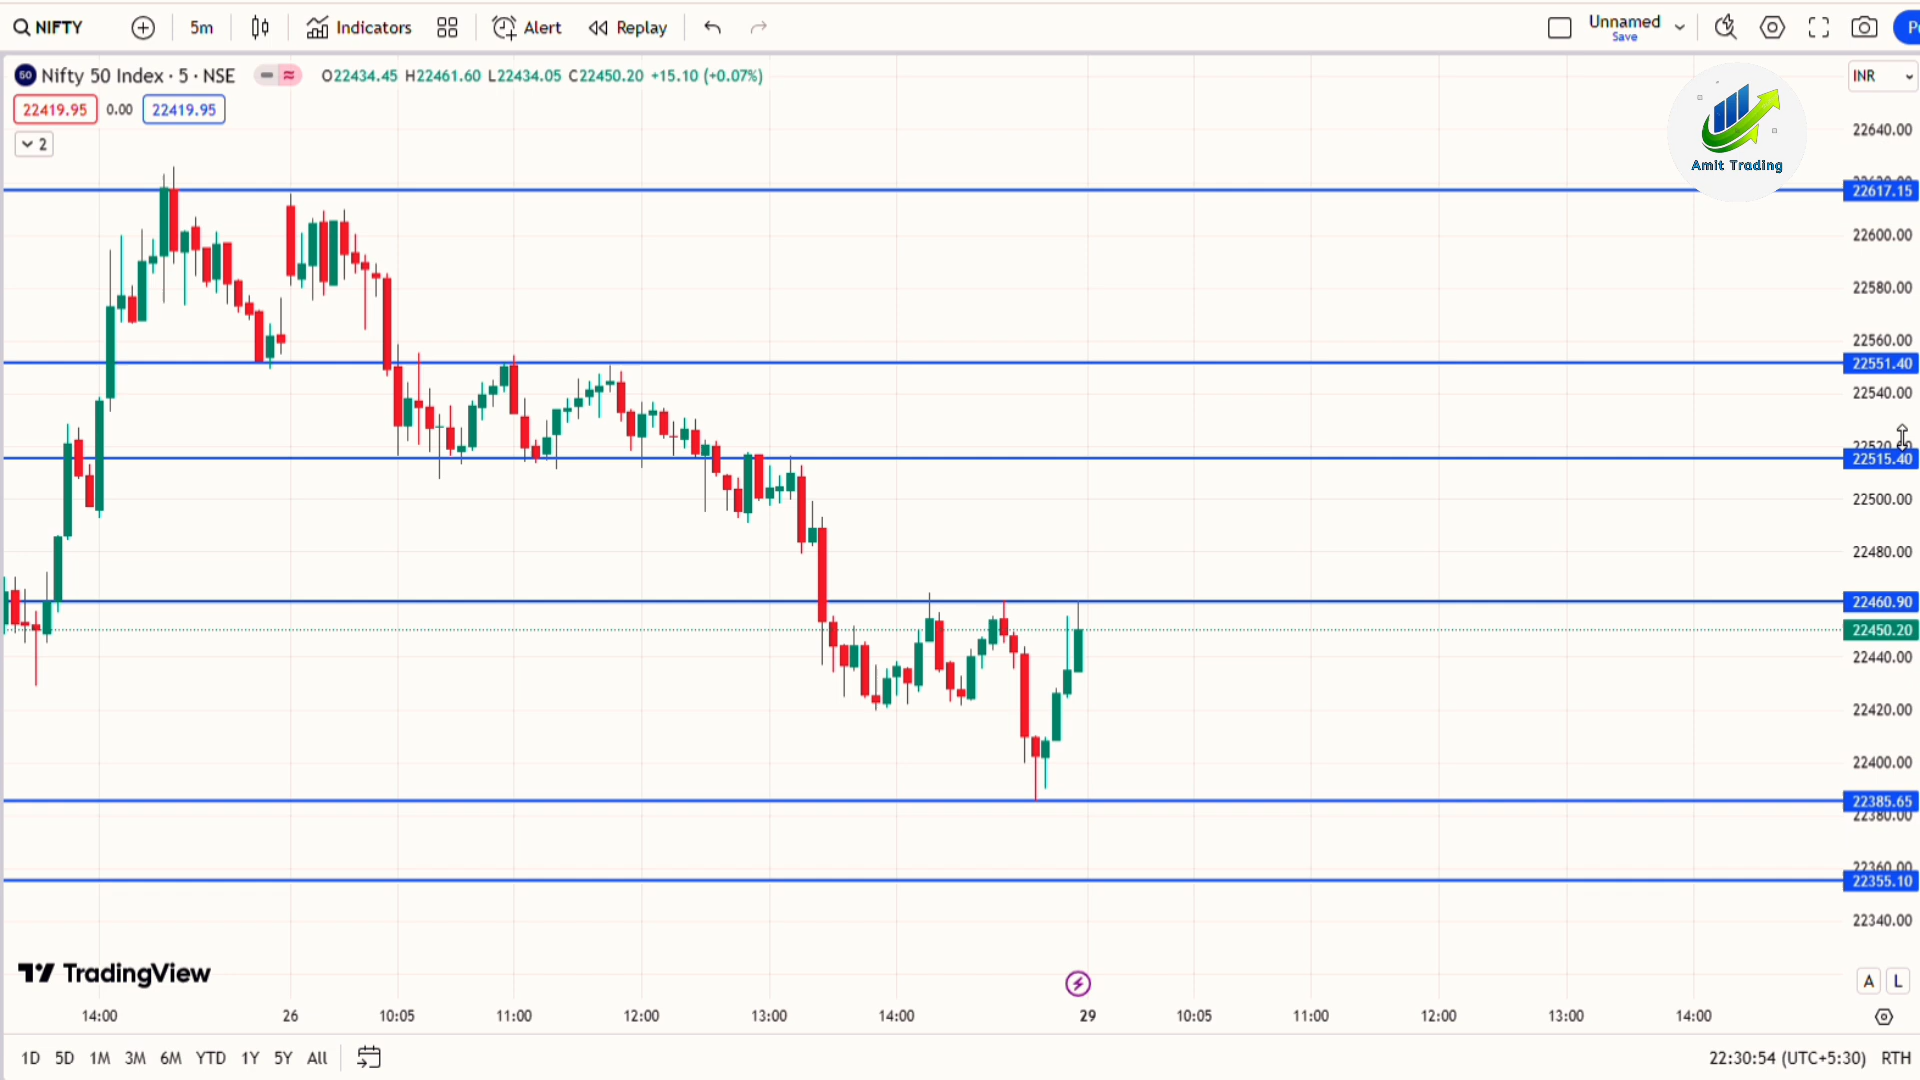 NIFTY
5m
Indicators
Alert
Replay
Unnamed
Save
50 Nifty 50 Index · 5 · NSE
O22434.45 H22461.60 L22434.05 C22450.20 +15.10 (+0.07%)
INR
22419.95 0.00 22419.95
2
Amit Trading
22640.00
22617.15
22600.00
22580.00
22560.00
22551.40
22540.00
22515.40
22500.00
22480.00
22460.90
22450.20
22440.00
22420.00
22400.00
22385.65
22380.00
22360.00
22355.10
22340.00
TradingView
A L
14:00 26 10:05 11:00 12:00 13:00 14:00 29 10:05 11:00 12:00 13:00 14:00
1D 5D 1M 3M 6M YTD 1Y 5Y All
22:30:54 (UTC+5:30) RTH